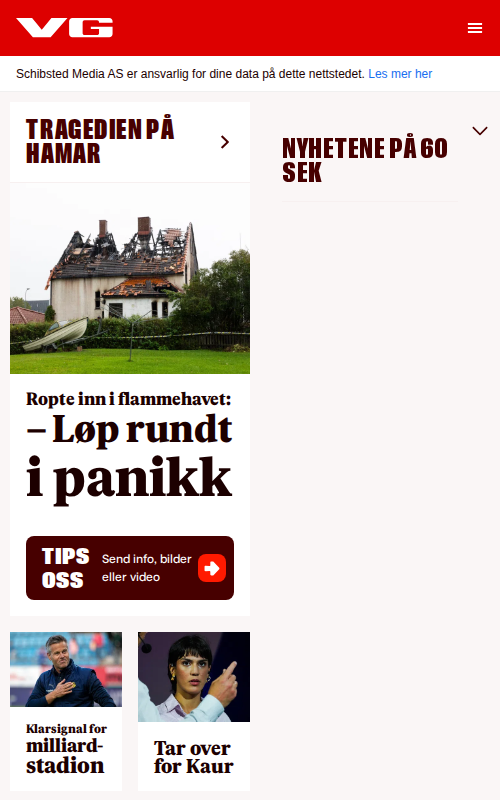 VG
Schibsted Media AS er ansvarlig for dine data på dette nettstedet. Les mer her
TRAGEDIEN PÅ
HAMAR
Ropte inn i flammehavet:
– Løp rundt
i panikk
TIPS
OSS
Send info, bilder
eller video
Klarsignal for
milliard-
stadion
Tar over
for Kaur
NYHETENE PÅ 60
SEK